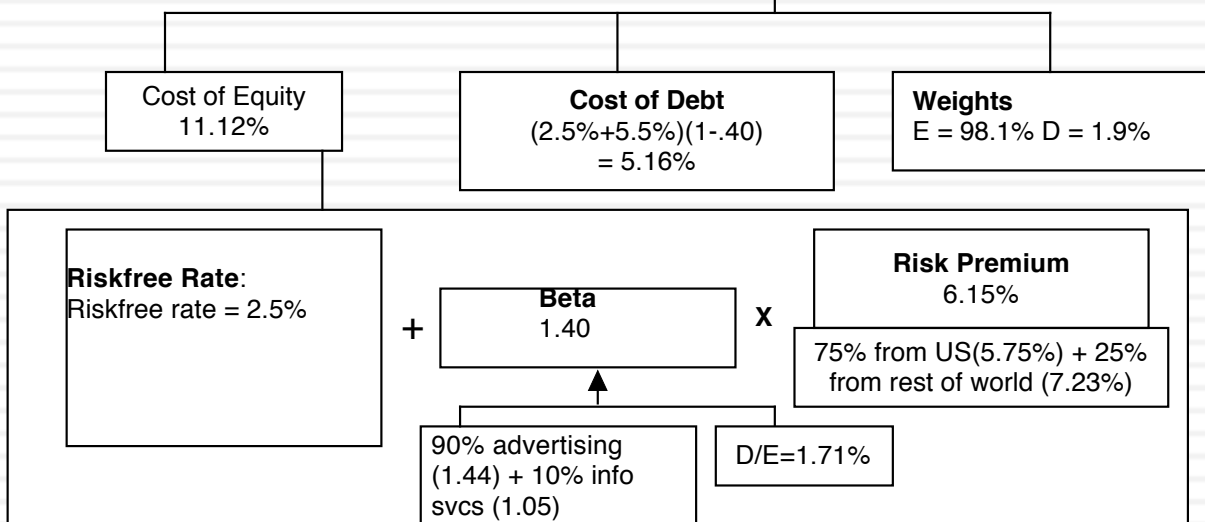 Cost of Equity
11.12%
Cost of Debt
(2.5%+5.5%)(1-.40)
= 5.16%
Weights
E = 98.1% D = 1.9%
Riskfree Rate:
Riskfree rate = 2.5%
+
Beta
1.40
X
Risk Premium
6.15%
75% from US(5.75%) + 25%
from rest of world (7.23%)
90% advertising
(1.44) + 10% info
svcs (1.05)
D/E=1.71%